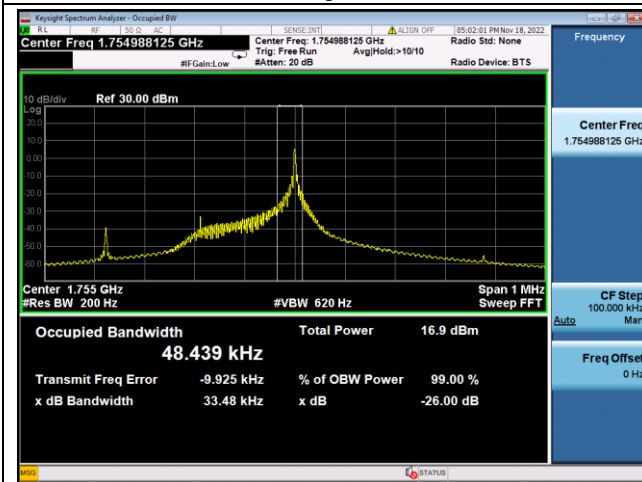 Keysight Spectrum Analyzer - Occupied BW
RL RF 50 Ω AC SENSE:INT ALIGN OFF 05:02:01 PM Nov 18, 2022
Center Freq 1.754988125 GHz Center Freq: 1.754988125 GHz Radio Std: None
Trig: Free Run Avg|Hold:>10/10
#IFGain:Low #Atten: 20 dB Radio Device: BTS
Frequency
10 dB/div Ref 30.00 dBm
Log
20.0
10.0
0.00
-10.0
-20.0
-30.0
-40.0
-50.0
-60.0
Center Freq
1.754988125 GHz
Center 1.755 GHz Span 1 MHz
#Res BW 200 Hz #VBW 620 Hz Sweep FFT
CF Step
100.000 kHz
Auto Man
Occupied Bandwidth Total Power 16.9 dBm
48.439 kHz
Transmit Freq Error -9.925 kHz % of OBW Power 99.00 %
x dB Bandwidth 33.48 kHz x dB -26.00 dB
Freq Offset
0 Hz
MSG STATUS